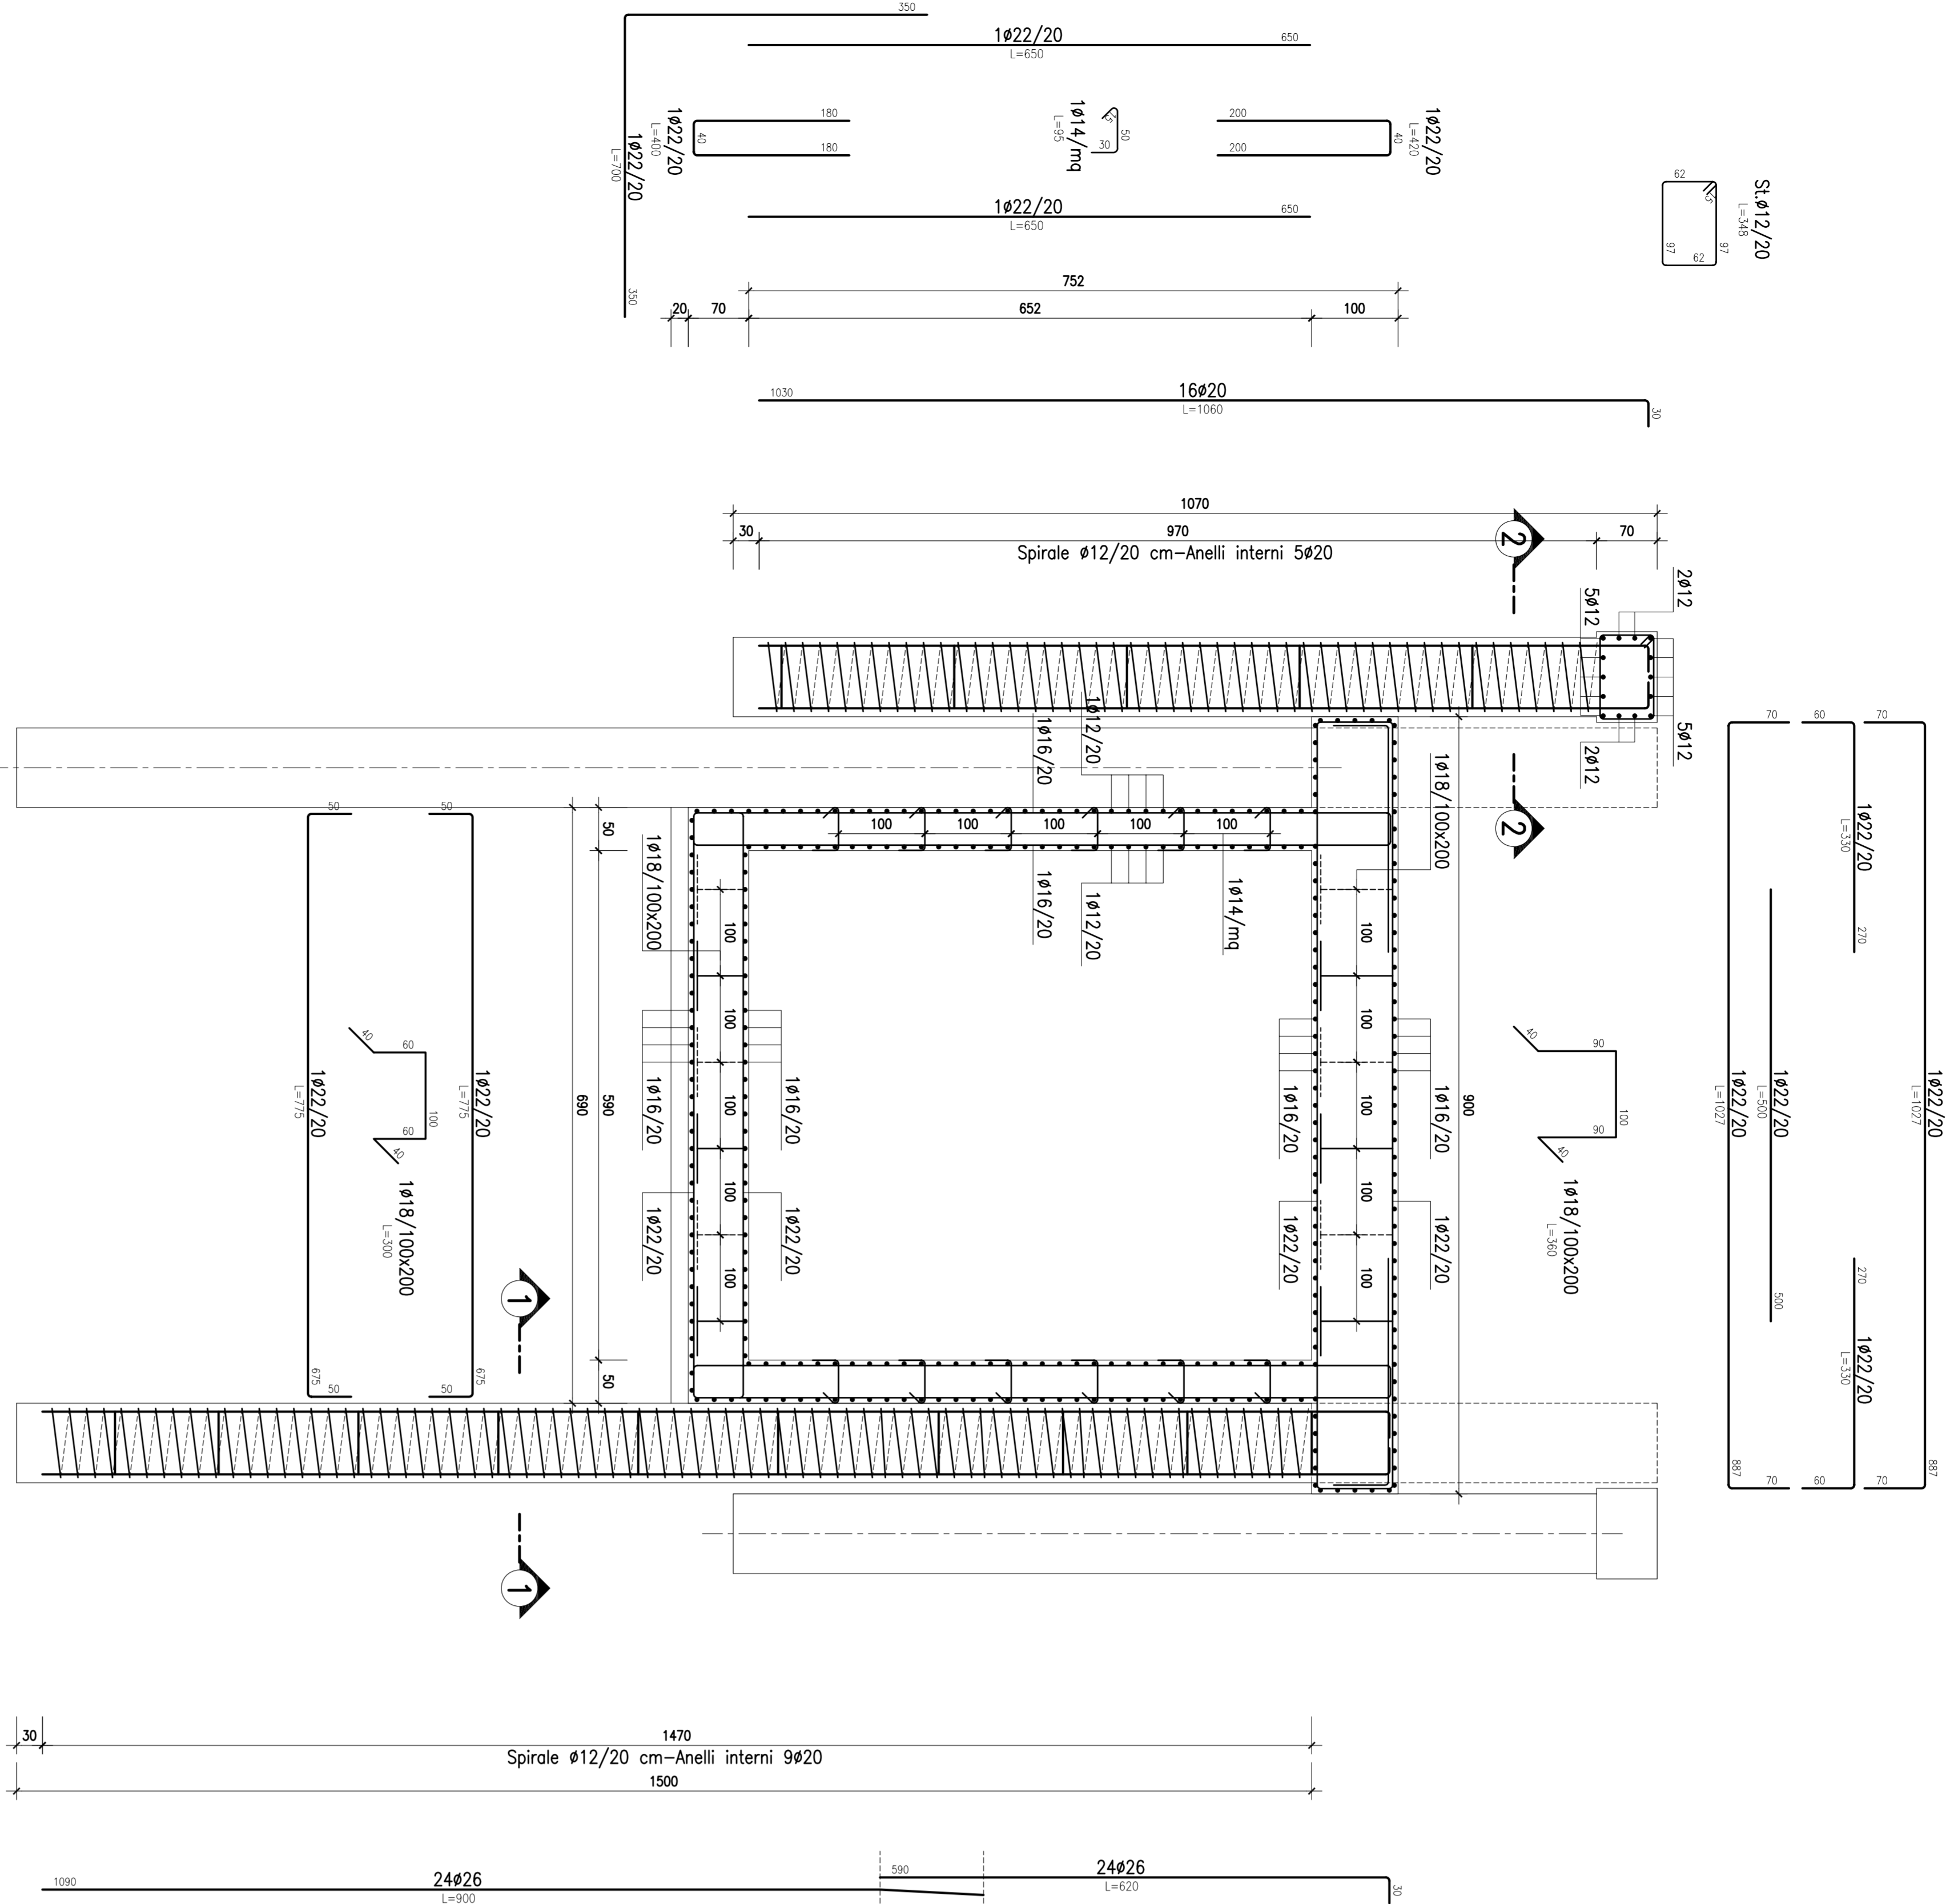 350
1ø22/20
650
L=650
1ø22/20
L=700
350
1ø22/20
L=400
180
40
180
1ø14/mq
L=95
15
50
30
200
40
200
1ø22/20
L=420
1ø22/20
650
L=650
St.ø12/20
L=348
62
15
97
97
62
752
20
70
652
100
16ø20
1030
L=1060
30
1070
30
970
70
Spirale ø12/20 cm-Anelli interni 5ø20
2
2
2ø12
5ø12
5ø12
2ø12
1ø12/20
1ø16/20
1ø18/100x200
50
100
100
100
100
100
1ø18/100x200
1ø16/20
1ø12/20
1ø14/mq
100
100
100
100
100
100
100
100
100
100
590
690
900
50
1ø16/20
1ø16/20
1ø16/20
1ø16/20
1ø22/20
1ø22/20
1ø22/20
1ø22/20
50
50
1ø22/20
L=775
1ø22/20
L=775
675
675
50
50
40
60
100
60
40
1ø18/100x200
L=300
1
1
40
90
100
90
40
1ø18/100x200
L=360
70
60
70
1ø22/20
L=330
270
1ø22/20
L=1027
1ø22/20
L=500
500
1ø22/20
L=1027
270
1ø22/20
L=330
887
887
70
60
70
30
1470
Spirale ø12/20 cm-Anelli interni 9ø20
1500
24ø26
1090
L=900
590
24ø26
L=620
30